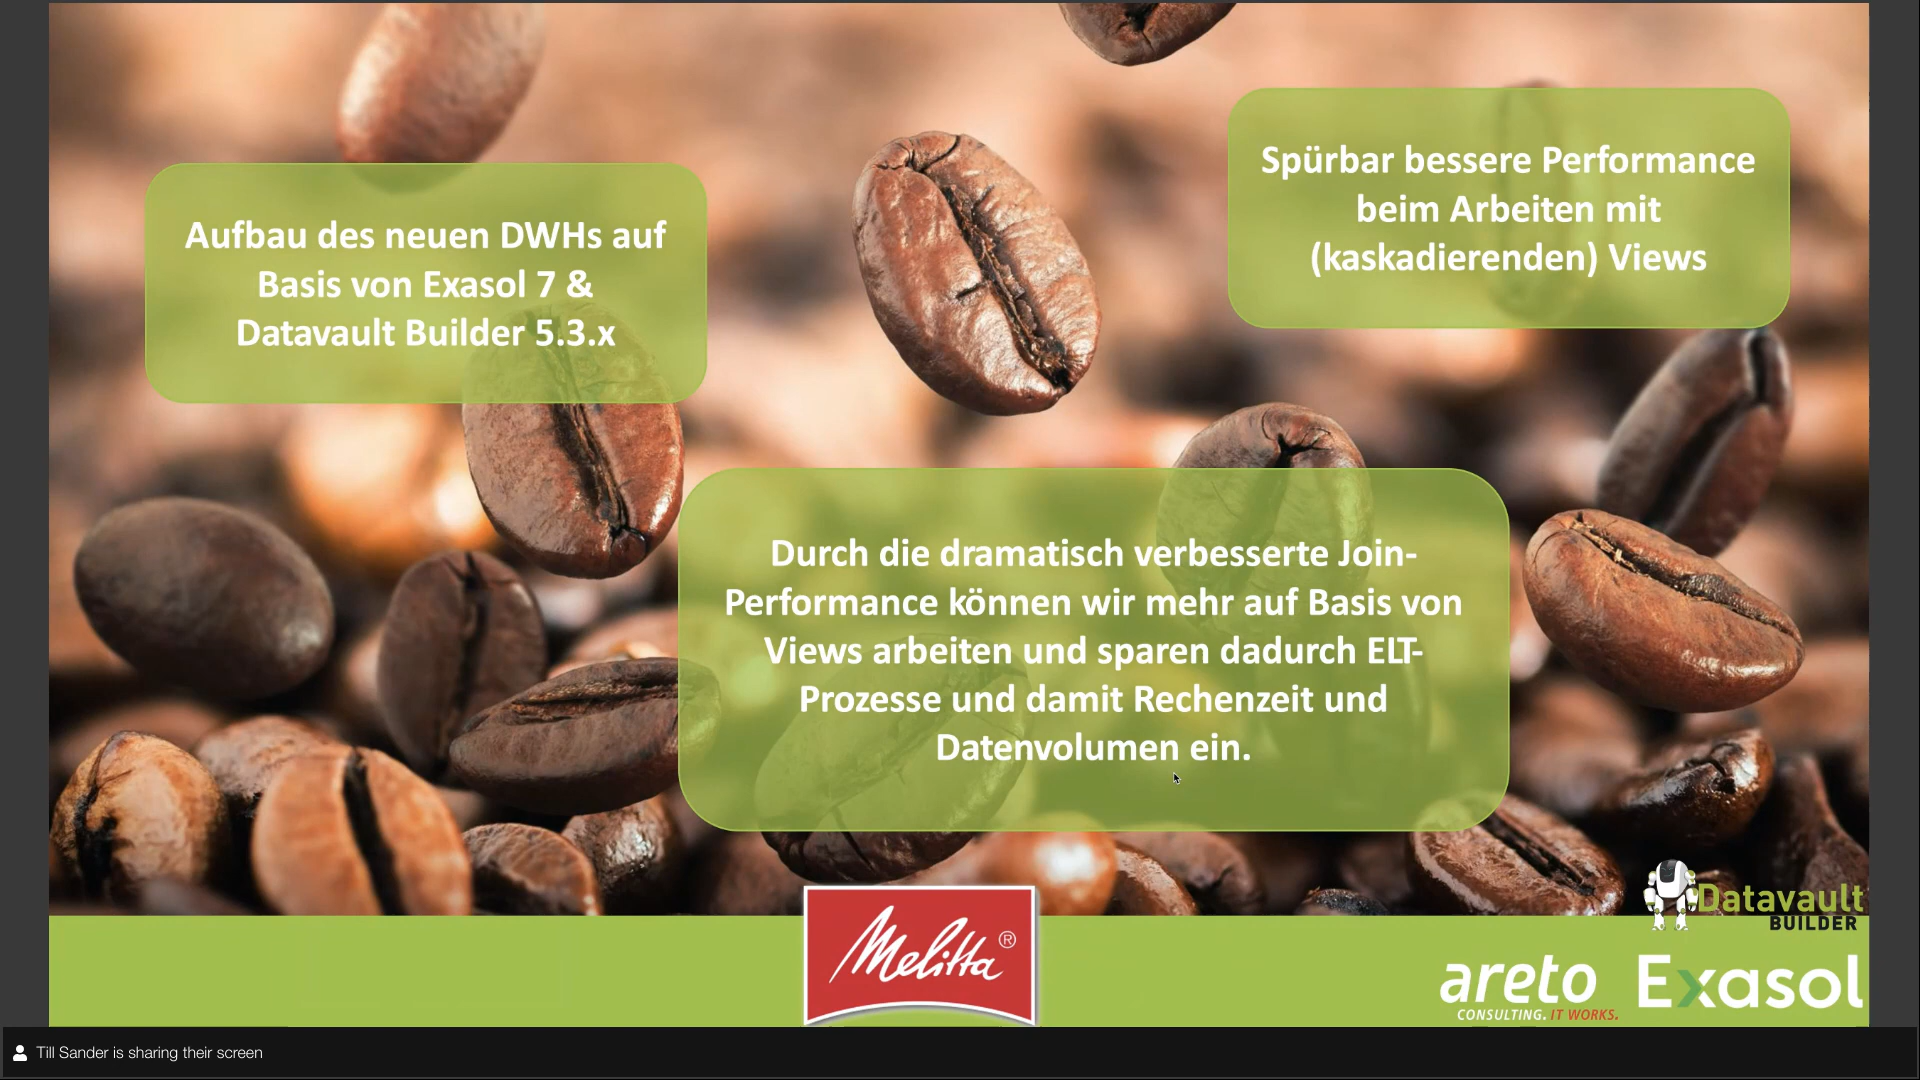 Aufbau des neuen DWHs auf
Basis von Exasol 7 &
Datavault Builder 5.3.x
Spürbar bessere Performance
beim Arbeiten mit
(kaskadierenden) Views
Durch die dramatisch verbesserte Join-
Performance können wir mehr auf Basis von
Views arbeiten und sparen dadurch ELT-
Prozesse und damit Rechenzeit und
Datenvolumen ein.
Melitta®
Datavault
BUILDER
areto
CONSULTING. IT WORKS.
Exasol
Till Sander is sharing their screen